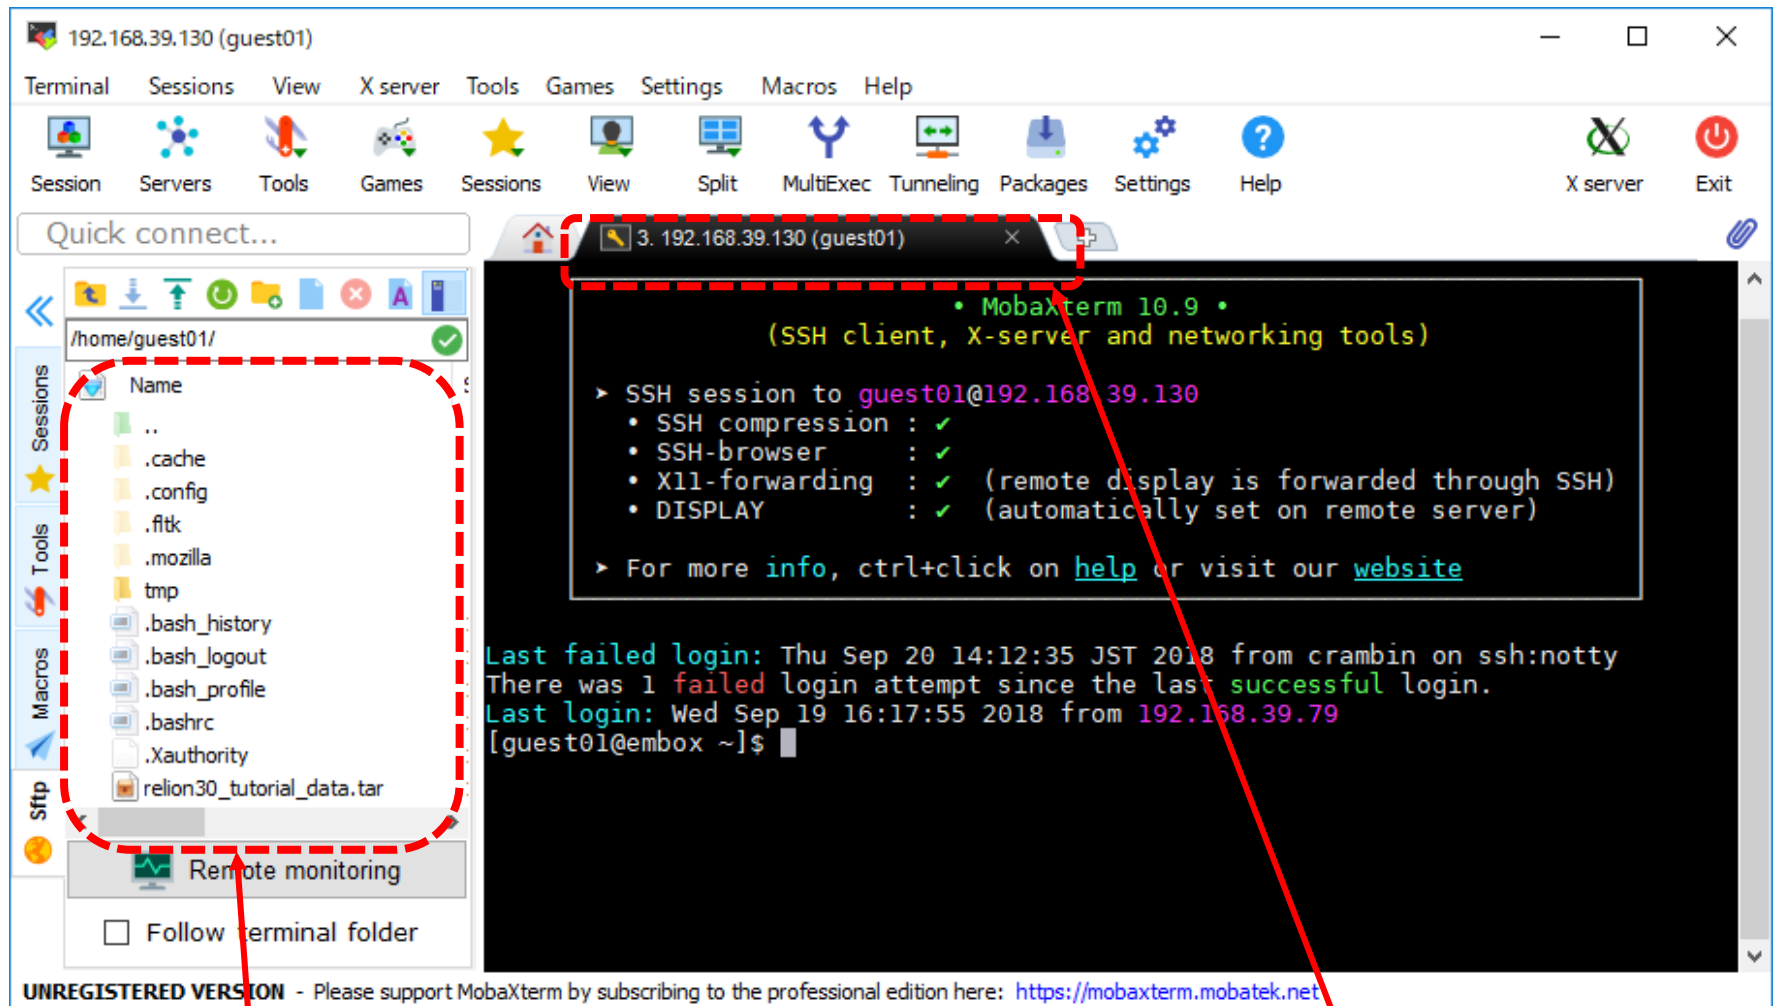 192.168.39.130 (guest01)
Terminal Sessions View X server Tools Games Settings Macros Help
Session Servers Tools Games Sessions View Split MultiExec Tunneling Packages Settings Help X server Exit
Quick connect...
3. 192.168.39.130 (guest01)
/home/guest01/
Name
..
.cache
.config
.fltk
.mozilla
tmp
.bash_history
.bash_logout
.bash_profile
.bashrc
.Xauthority
relion30_tutorial_data.tar
Sessions
Tools
Macros
Sftp
Remote monitoring
Follow terminal folder
• MobaXterm 10.9 •
(SSH client, X-server and networking tools)
➤ SSH session to guest01@192.168.39.130
• SSH compression : ✔
• SSH-browser : ✔
• X11-forwarding : ✔ (remote display is forwarded through SSH)
• DISPLAY : ✔ (automatically set on remote server)
➤ For more info, ctrl+click on help or visit our website
Last failed login: Thu Sep 20 14:12:35 JST 2018 from crambin on ssh:notty
There was 1 failed login attempt since the last successful login.
Last login: Wed Sep 19 16:17:55 2018 from 192.168.39.79
[guest01@embox ~]$
UNREGISTERED VERSION - Please support MobaXterm by subscribing to the professional edition here: https://mobaxterm.mobatek.net